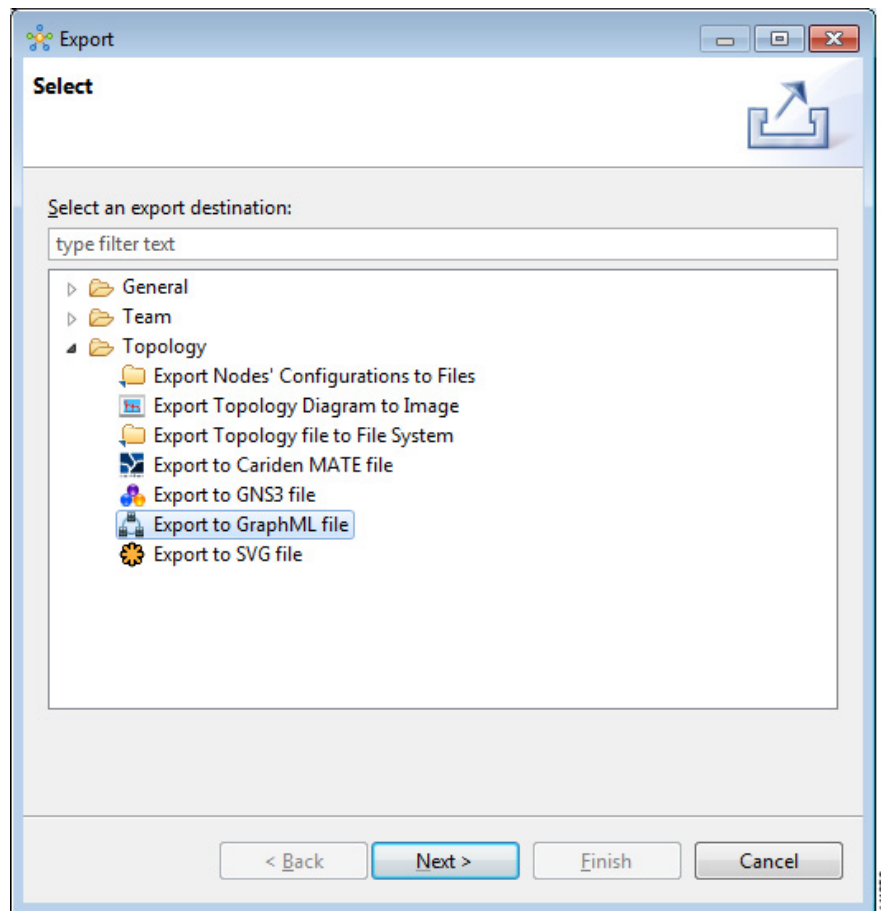 Export
Select
Select an export destination:
type filter text
General
Team
Topology
Export Nodes' Configurations to Files
Export Topology Diagram to Image
Export Topology file to File System
Export to Cariden MATE file
Export to GNS3 file
Export to GraphML file
Export to SVG file
< Back
Next >
Finish
Cancel